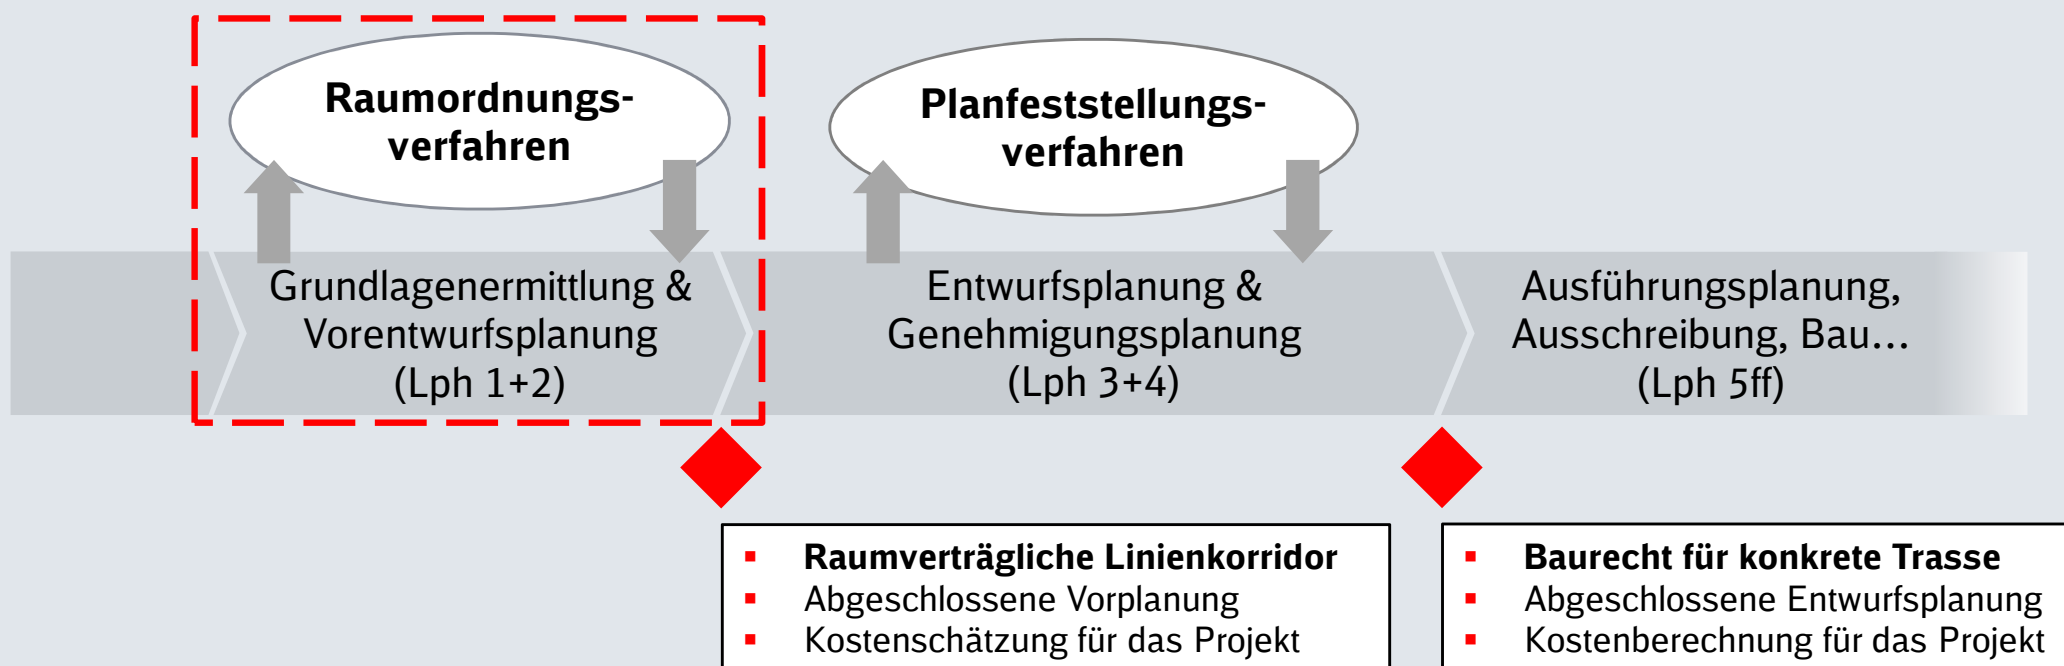 Raumordnungs-
verfahren
Planfeststellungs-
verfahren
Grundlagenermittlung &
Vorentwurfsplanung
(Lph 1+2)
Entwurfsplanung &
Genehmigungsplanung
(Lph 3+4)
Ausführungsplanung,
Ausschreibung, Bau...
(Lph 5ff)
▪ Raumverträgliche Linienkorridor
▪ Abgeschlossene Vorplanung
▪ Kostenschätzung für das Projekt
▪ Baurecht für konkrete Trasse
▪ Abgeschlossene Entwurfsplanung
▪ Kostenberechnung für das Projekt